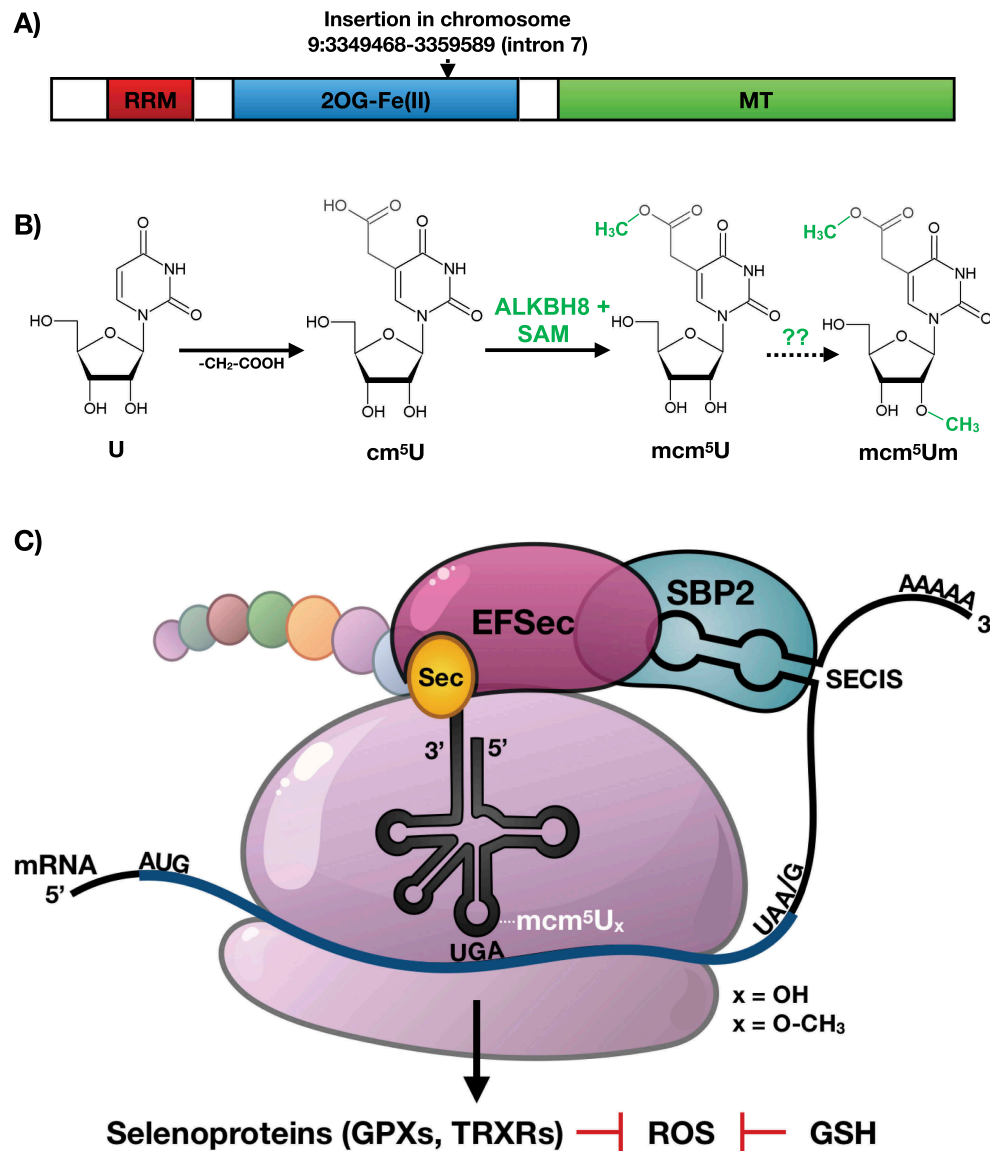 A)
Insertion in chromosome
9:3349468-3359589 (intron 7)
RRM
2OG-Fe(II)
MT
B)
O
NH
N
O
HO
O
OH
OH
U
-CH₂-COOH
HO
O
O
NH
N
O
HO
O
OH
OH
cm⁵U
ALKBH8 +
SAM
H₃C
O
O
O
NH
N
O
HO
O
OH
OH
mcm⁵U
??
H₃C
O
O
O
NH
N
O
HO
O
OH
O
CH₃
mcm⁵Um
C)
EFSec
SBP2
AAAAA
3'
Sec
SECIS
3’
5’
mRNA
5’
AUG
mcm⁵Uₓ
UGA
UAA/G
x = OH
x = O-CH₃
Selenoproteins (GPXs, TRXRs)
ROS
GSH